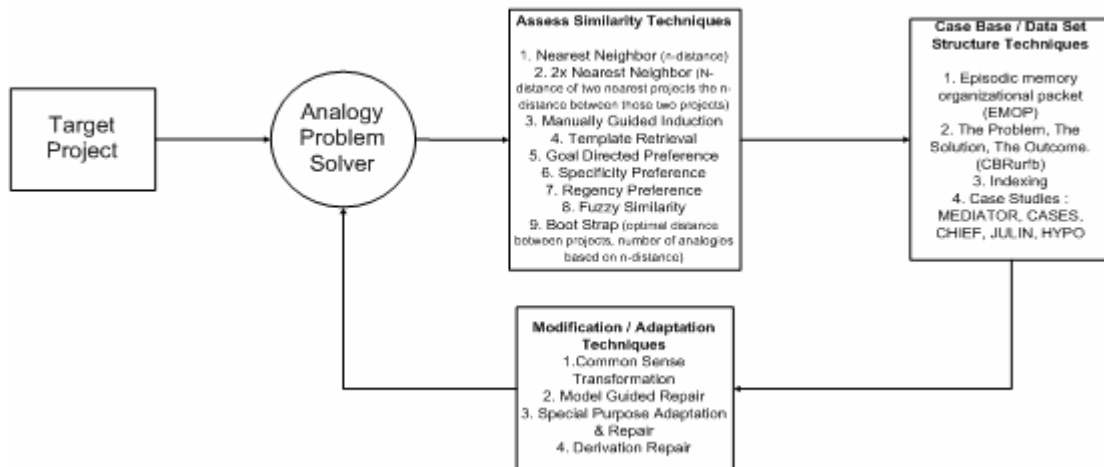 Target
Project
Analogy
Problem
Solver
Assess Similarity Techniques
1. Nearest Neighbor (n-distance)
2. 2x Nearest Neighbor (N-
distance of two nearest projects the n-
distance between those two projects)
3. Manually Guided Induction
4. Template Retrieval
5. Goal Directed Preference
6. Specificity Preference
7. Regency Preference
8. Fuzzy Similarity
9. Boot Strap (optimal distance
between projects, number of analogies
based on n-distance)
Case Base / Data Set
Structure Techniques
1. Episodic memory
organizational packet
(EMOP)
2. The Problem, The
Solution, The Outcome.
3. Indexing
4. Case Studies :
MEDIATOR, CASES,
CHIEF, JULIN, HYPO
Modification / Adaptation
Techniques
1.Common Sense
Transformation
2. Model Guided Repair
3. Special Purpose Adaptation
& Repair
4. Derivation Repair